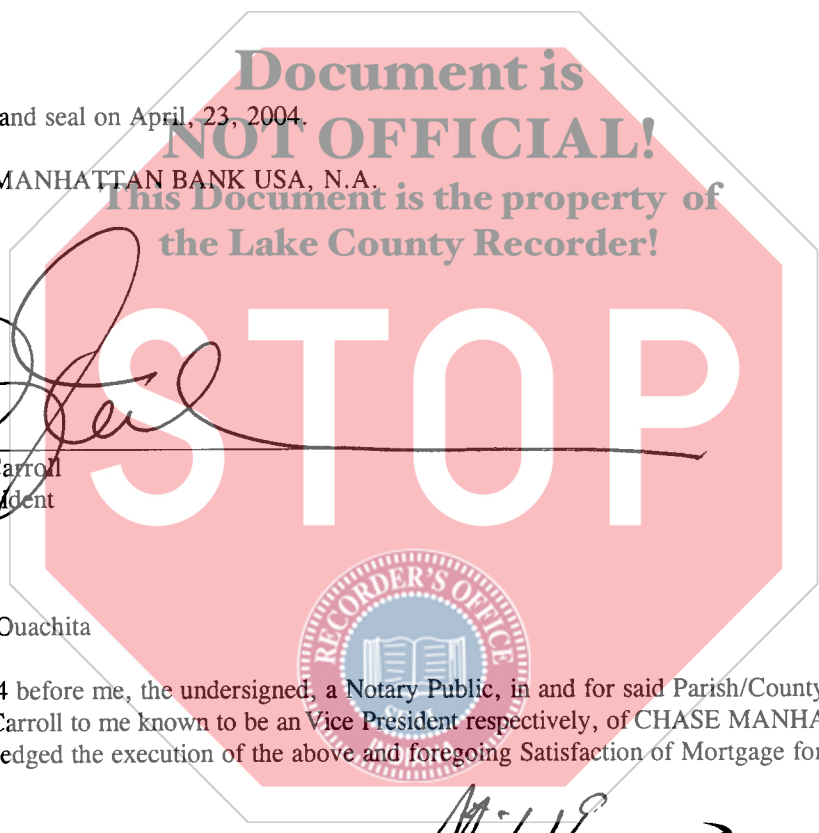 Document is
and seal on April, 23, 2004.
NOT OFFICIAL!
MANHATTAN BANK USA, N.A.
This Document is the property of
the Lake County Recorder!
STOP
Carroll
ident
Ouachita
RECORDER'S OFFICE
4 before me, the undersigned, a Notary Public, in and for said Parish/County
Carroll to me known to be an Vice President respectively, of CHASE MANHA
SEAL
edged the execution of the above and foregoing Satisfaction of Mortgage for